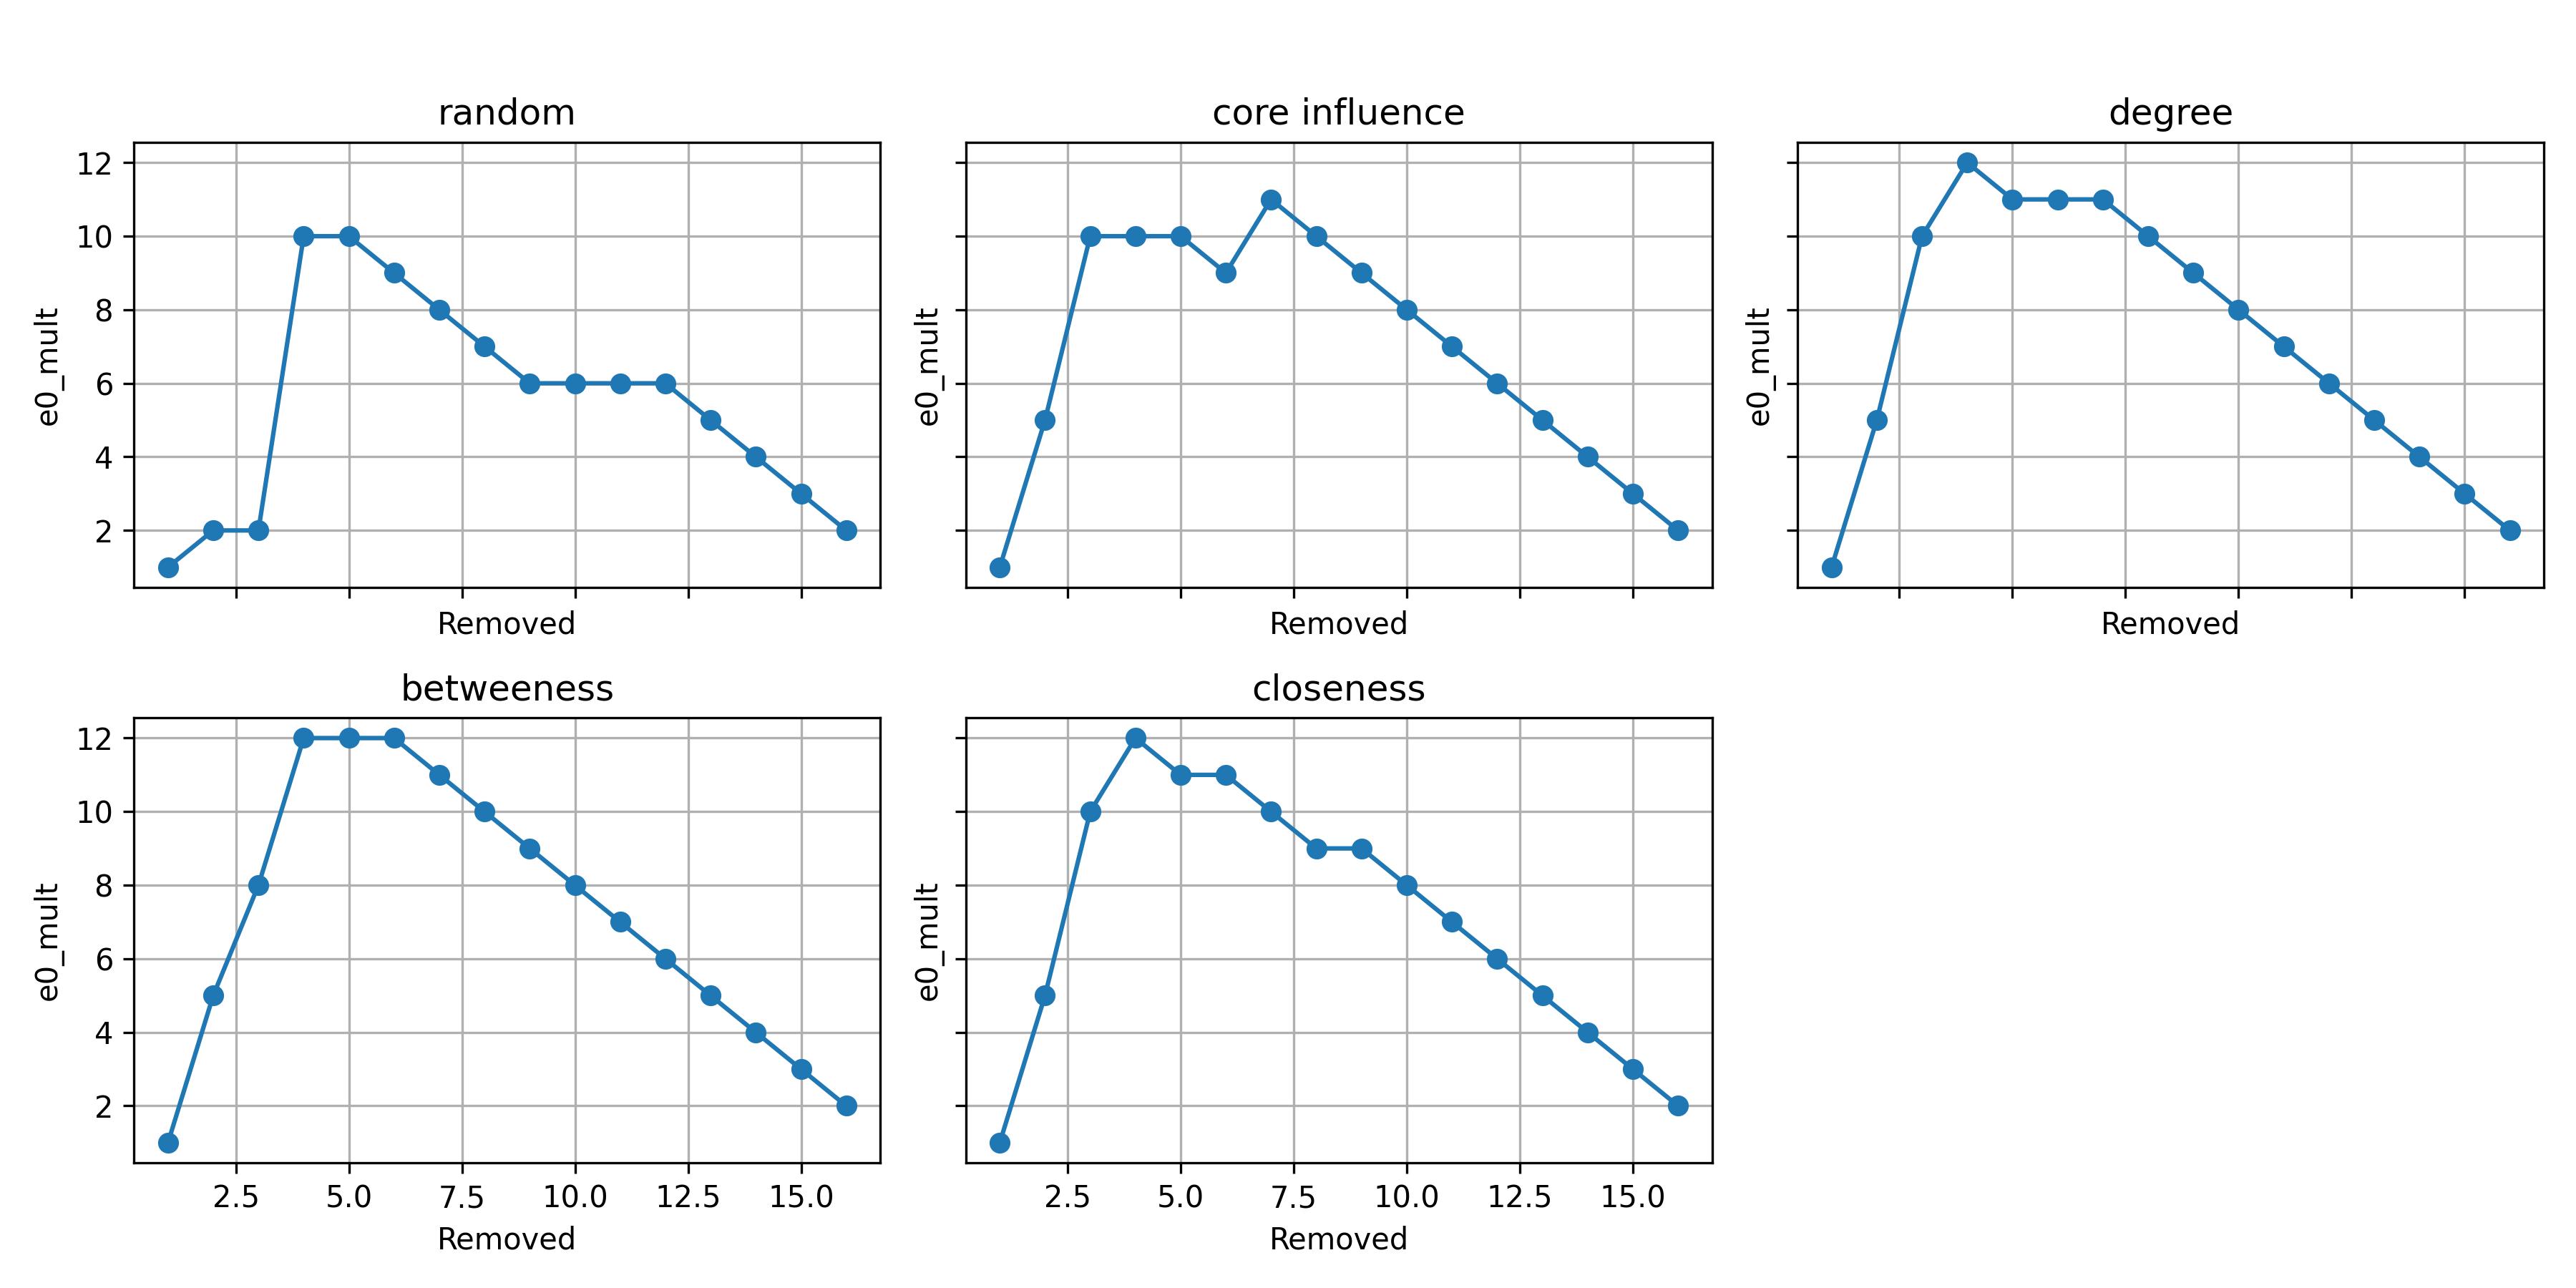 random
core influence
degree
12
10
8
6
4
2
e0_mult
e0_mult
e0_mult
Removed
Removed
Removed
betweeness
closeness
12
10
8
6
4
2
e0_mult
e0_mult
2.5 5.0 7.5 10.0 12.5 15.0
2.5 5.0 7.5 10.0 12.5 15.0
Removed
Removed